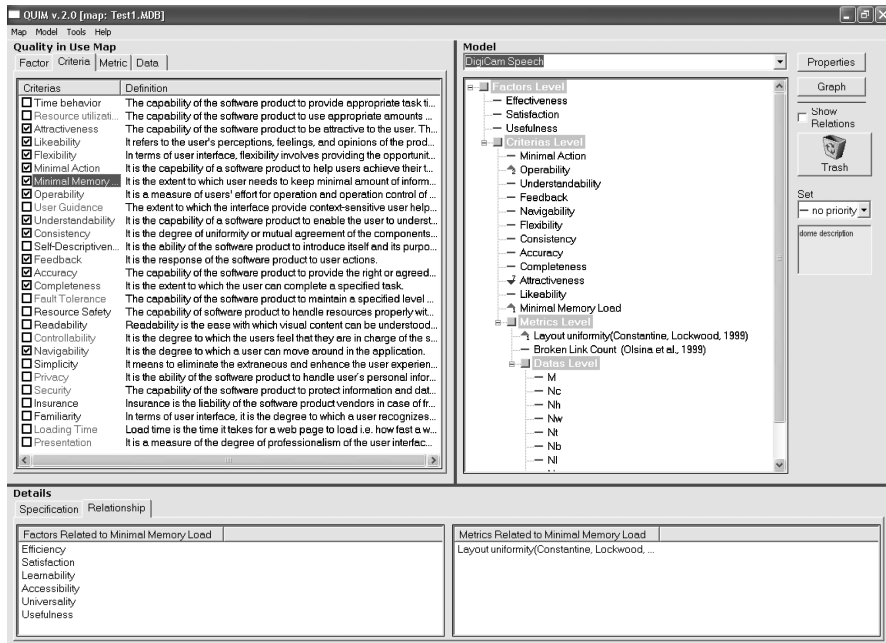 QUIM v. 2.0 [map: Test1.MDB]
Map Model Tools Help
Quality in Use Map
Factor Criteria Metric Data
Criterias Definition
Time behavior The capability of the software product to provide appropriate task ti...
Resource utilizati... The capability of the software product to use appropriate amounts ...
Attractiveness The capability of the software product to be attractive to the user. Th...
Likeability It refers to the user's perceptions, feelings, and opinions of the prod...
Flexibility In terms of user interface, flexibility involves providing the opportunit...
Minimal Action It is the capability of a software product to help users achieve their t...
Minimal Memory ... It is the extent to which user needs to keep minimal amount of inform...
Operability It is a measure of users' effort for operation and operation control of ...
User Guidance The extent to which the interface provide context-sensitive user help...
Understandability It is the capability of a software product to enable the user to underst...
Consistency It is the degree of uniformity or mutual agreement of the components...
Self-Descriptiven... It is the ability of the software product to introduce itself and its purpo...
Feedback It is the response of the software product to user actions.
Accuracy The capability of the software product to provide the right or agreed...
Completeness It is the extent to which the user can complete a specified task.
Fault Tolerance The capability of the software product to maintain a specified level ...
Resource Safety The capability of software product to handle resources properly wit...
Readability Readability is the ease with which visual content can be understood...
Controllability It is the degree to which the users feel that they are in charge of the s...
Navigability It is the degree to which a user can move around in the application.
Simplicity It means to eliminate the extraneous and enhance the user experien...
Privacy It is the ability of the software product to handle user's personal infor...
Security The capability of the software product to protect information and dat...
Insurance Insurance is the liability of the software product vendors in case of fr...
Familiarity In terms of user interface, it is the degree to which a user recognizes...
Loading Time Load time is the time it takes for a web page to load i.e. how fast a w...
Presentation It is a measure of the degree of professionalism of the user interfac...
Model
DigiCam Speech
Factors Level
Effectiveness
Satisfaction
Usefulness
Criterias Level
Minimal Action
Operability
Understandability
Feedback
Navigability
Flexibility
Consistency
Accuracy
Completeness
Attractiveness
Likeability
Minimal Memory Load
Metrics Level
Layout uniformity(Constantine, Lockwood, 1999)
Broken Link Count (Olsina et al., 1999)
Datas Level
M
Nc
Nh
Nw
Nt
Nb
Nl
Properties
Graph
Show
Relations
Trash
Set
no priority
dorne description
Details
Specification Relationship
Factors Related to Minimal Memory Load
Efficiency
Satisfaction
Learnability
Accessibility
Universality
Usefulness
Metrics Related to Minimal Memory Load
Layout uniformity(Constantine, Lockwood, ...